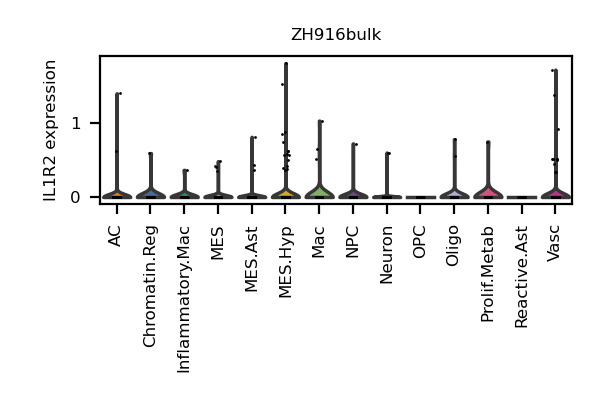 ZH916bulk
IL1R2 expression
1
0
AC
Chromatin.Reg
Inflammatory.Mac
MES
MES.Ast
MES.Hyp
Mac
NPC
Neuron
OPC
Oligo
Prolif.Metab
Reactive.Ast
Vasc